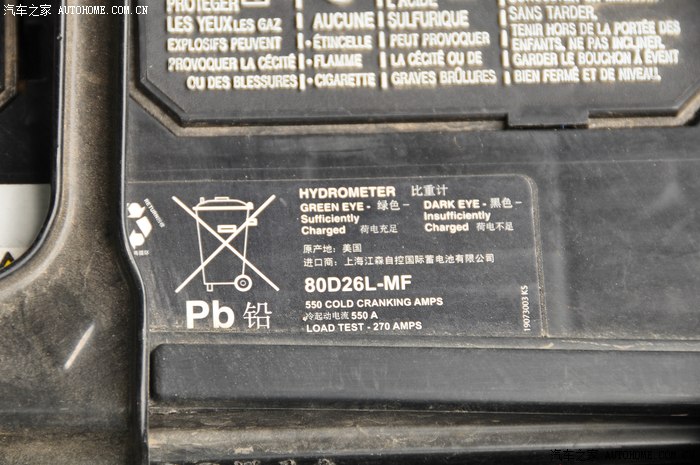 汽车之家 AUTOHOME.COM.CN
PROTÉGER
LES YEUX LES GAZ
EXPLOSIFS PEUVENT
PROVOQUER LA CÉCITÉ
OU DES BLESSURES
AUCUNE
• ÉTINCELLE
• FLAMME
• CIGARETTE
L'ACIDE
SULFURIQUE
PEUT PROVOQUER
LA CÉCITÉ OU DE
GRAVES BRÛLURES
SANS TARDER.
TENIR HORS DE LA PORTÉE DES
ENFANTS. NE PAS INCLINER.
GARDER LE BOUCHON À ÉVENT
BIEN FERMÉ ET DE NIVEAU.
RETURN
HYDROMETER 比重计
GREEN EYE - 绿色 –
Sufficiently
Charged 荷电充足
DARK EYE - 黑色 –
Insufficiently
Charged 荷电不足
原产地: 美国
进口商: 上海江森自控国际蓄电池有限公司
80D26L-MF
550 COLD CRANKING AMPS
冷起动电流 550 A
LOAD TEST - 270 AMPS
Pb 铅
19073003 KS
汽车之家 AUTOHOME.COM.CN